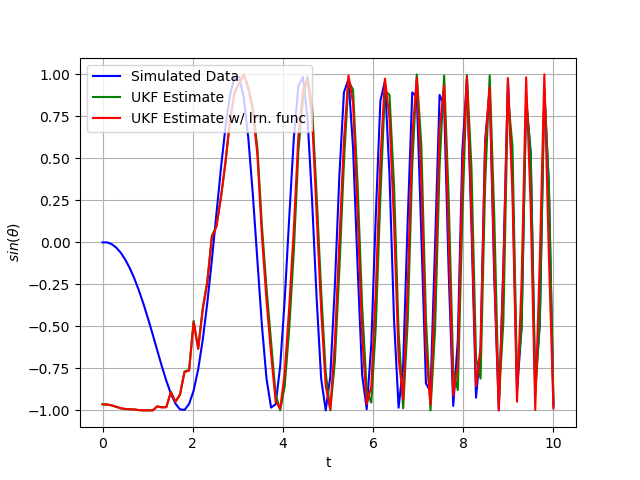 Simulated Data
UKF Estimate
UKF Estimate w/ lrn. func
1.00
0.75
0.50
0.25
0.00
−0.25
−0.50
−0.75
−1.00
sin(θ)
0 2 4 6 8 10
t